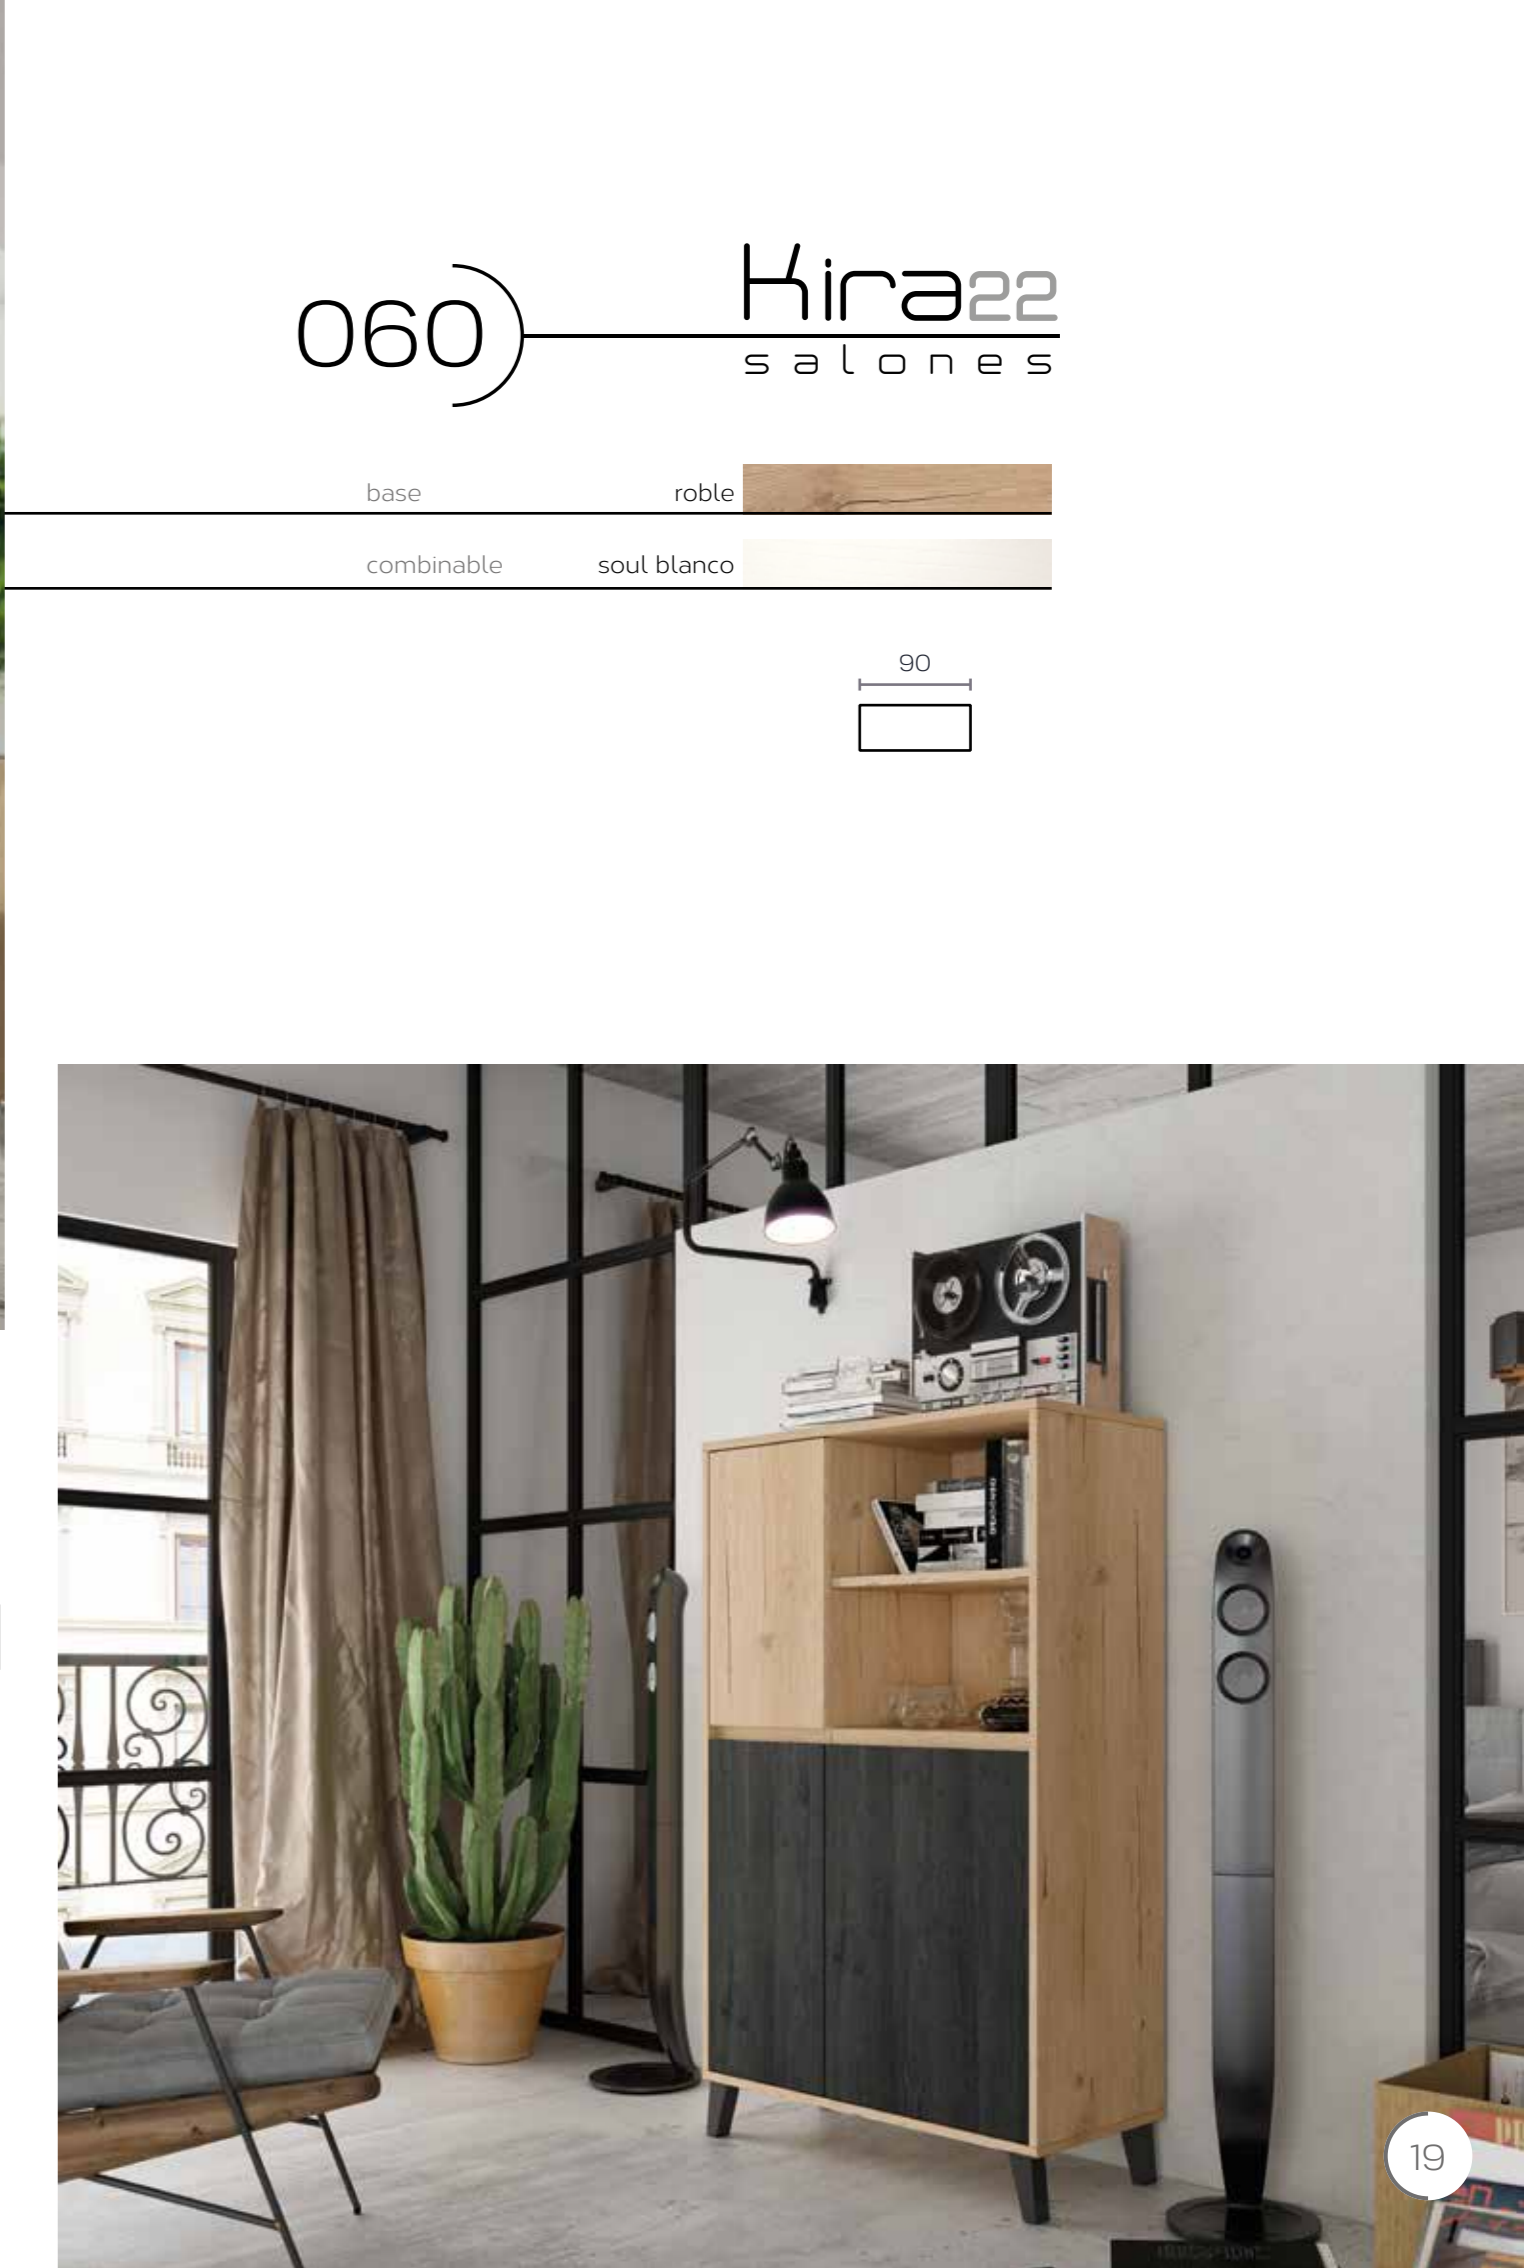 060
Kira22
salones
base roble
combinable soul blanco
90
19